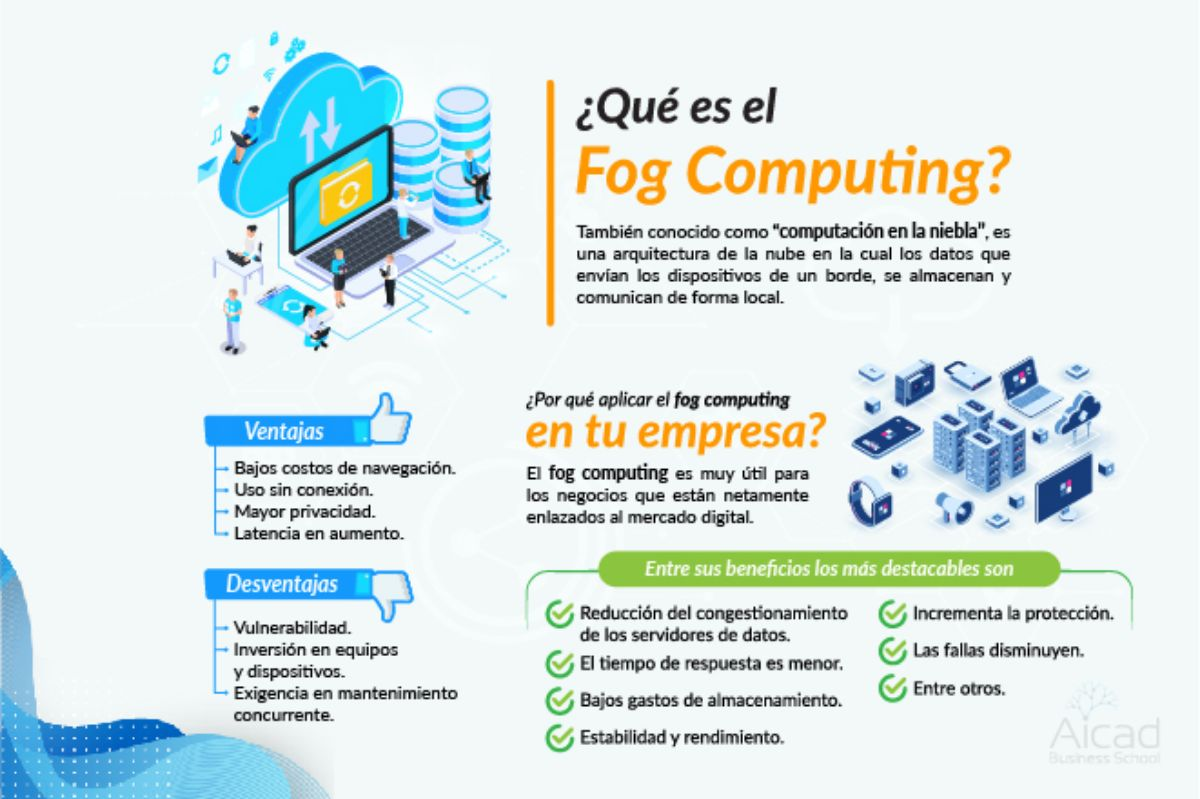 ¿Qué es el
Fog Computing?
También conocido como “computación en la niebla”, es
una arquitectura de la nube en la cual los datos que
envían los dispositivos de un borde, se almacenan y
comunican de forma local.
¿Por qué aplicar el fog computing
en tu empresa?
El fog computing es muy útil para
los negocios que están netamente
enlazados al mercado digital.
Ventajas
Bajos costos de navegación.
Uso sin conexión.
Mayor privacidad.
Latencia en aumento.
Desventajas
Vulnerabilidad.
Inversión en equipos
y dispositivos.
Exigencia en mantenimiento
concurrente.
Entre sus beneficios los más destacables son
Reducción del congestionamiento
de los servidores de datos.
El tiempo de respuesta es menor.
Bajos gastos de almacenamiento.
Estabilidad y rendimiento.
Incrementa la protección.
Las fallas disminuyen.
Entre otros.
Aicad
Business School